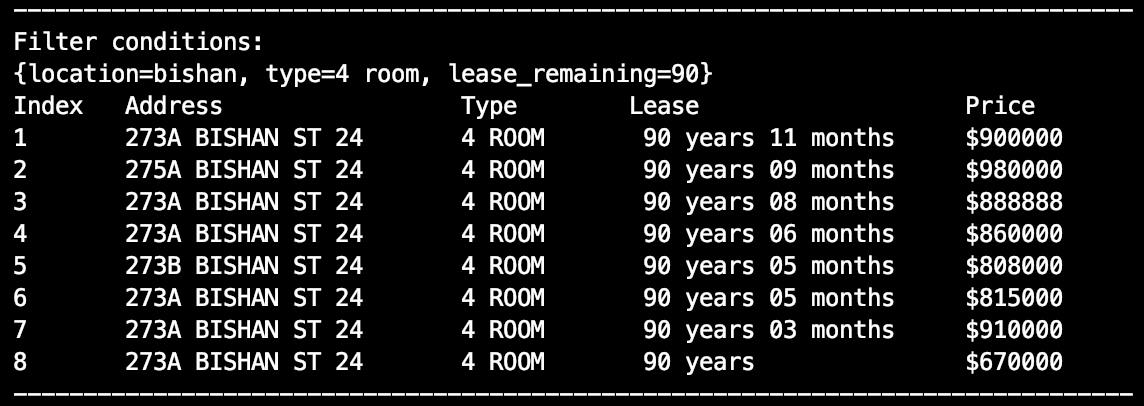 Filter conditions:
{location=bishan, type=4 room, lease_remaining=90}
Index Address Type Lease Price
1 273A BISHAN ST 24 4 ROOM 90 years 11 months $900000
2 275A BISHAN ST 24 4 ROOM 90 years 09 months $980000
3 273A BISHAN ST 24 4 ROOM 90 years 08 months $888888
4 273A BISHAN ST 24 4 ROOM 90 years 06 months $860000
5 273B BISHAN ST 24 4 ROOM 90 years 05 months $808000
6 273A BISHAN ST 24 4 ROOM 90 years 05 months $815000
7 273A BISHAN ST 24 4 ROOM 90 years 03 months $910000
8 273A BISHAN ST 24 4 ROOM 90 years $670000